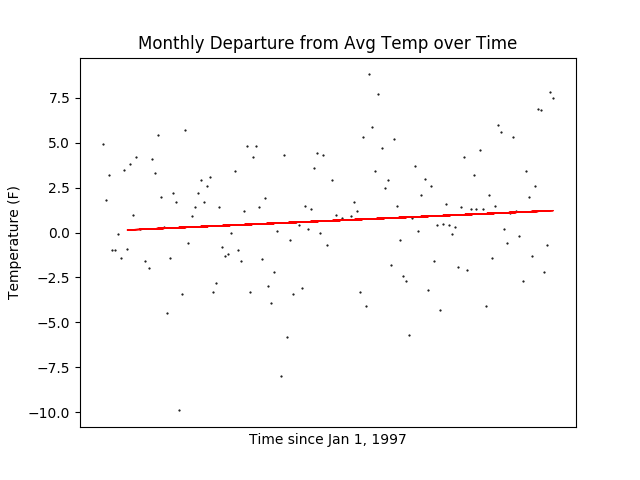 Monthly Departure from Avg Temp over Time
7.5
5.0
2.5
0.0
−2.5
−5.0
−7.5
−10.0
Temperature (F)
Time since Jan 1, 1997